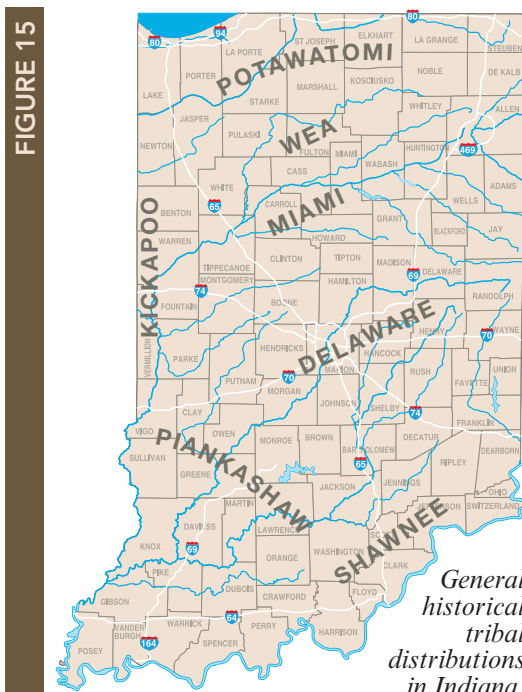 FIGURE 15
80
94
80
LA PORTE
ST JOSEPH
ELKHART
LA GRANGE
STEUBEN
PORTER
POTAWATOMI
NOBLE
DE KALB
LAKE
STARKE
MARSHALL
KOSCIUSKO
JASPER
WHITLEY
ALLEN
NEWTON
PULASKI
WEA
FULTON
MIAMI
WABASH
HUNTINGTON
469
WHITE
CASS
ADAMS
65
CARROLL
MIAMI
GRANT
WELLS
BENTON
BLACKFORD
JAY
KICKAPOO
WARREN
HOWARD
TIPPECANOE
CLINTON
TIPTON
MADISON
69
DELAWARE
74
MONTGOMERY
HAMILTON
RANDOLPH
FOUNTAIN
BOONE
DELAWARE
HENRY
WAYNE
70
VERMILLION
PARKE
HENDRICKS
MARION
HANCOCK
RUSH
UNION
PUTNAM
70
MORGAN
FAYETTE
JOHNSON
SHELBY
74
CLAY
FRANKLIN
VIGO
OWEN
PIANKASHAW
MONROE
BROWN
BARTHOLOMEW
DECATUR
DEARBORN
SULLIVAN
GREENE
65
RIPLEY
JACKSON
JENNINGS
OHIO
MARTIN
JEFFERSON
SWITZERLAND
DAVIESS
LAWRENCE
SHAWNEE
KNOX
69
ORANGE
WASHINGTON
CLARK
PIKE
DUBOIS
CRAWFORD
FLOYD
GIBSON
64
HARRISON
VANDER
BURGH
WARRICK
PERRY
POSEY
164
SPENCER
General
historical
tribal
distributions
in Indiana.